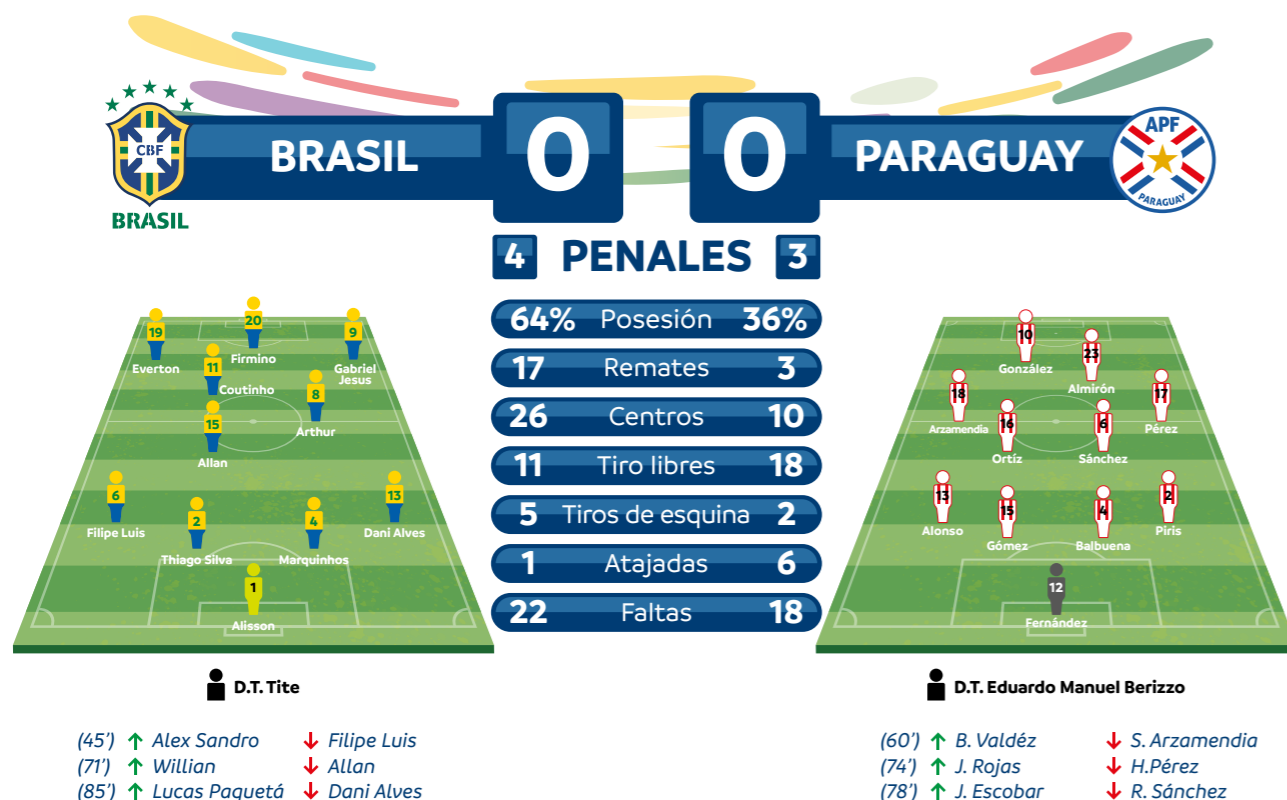 CBF
BRASIL
BRASIL 0 0 PARAGUAY
APF
PARAGUAY
4 PENALES 3
64% Posesión 36%
17 Remates 3
26 Centros 10
11 Tiro libres 18
5 Tiros de esquina 2
1 Atajadas 6
22 Faltas 18
20
Firmino
19
Everton
9
Gabriel
Jesus
11
Coutinho
8
Arthur
15
Allan
6
Filipe Luis
13
Dani Alves
2
Thiago Silva
4
Marquinhos
1
Alisson
10
González
23
Almirón
18
Arzamendia
17
Pérez
16
Ortíz
6
Sánchez
13
Alonso
2
Piris
15
Gómez
4
Balbuena
12
Fernández
D.T. Tite
(45') Alex Sandro Filipe Luis
(71') Willian Allan
(85') Lucas Paquetá Dani Alves
D.T. Eduardo Manuel Berizzo
(60') B. Valdéz S. Arzamendia
(74') J. Rojas H.Pérez
(78') J. Escobar R. Sánchez